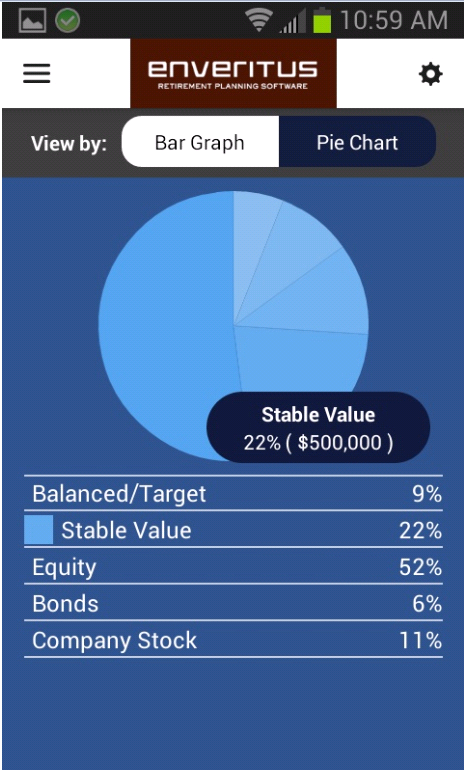 10:59 AM
enveritus
RETIREMENT PLANNING SOFTWARE
View by: Bar Graph Pie Chart
Stable Value
22% ( $500,000 )
Balanced/Target 9%
Stable Value 22%
Equity 52%
Bonds 6%
Company Stock 11%